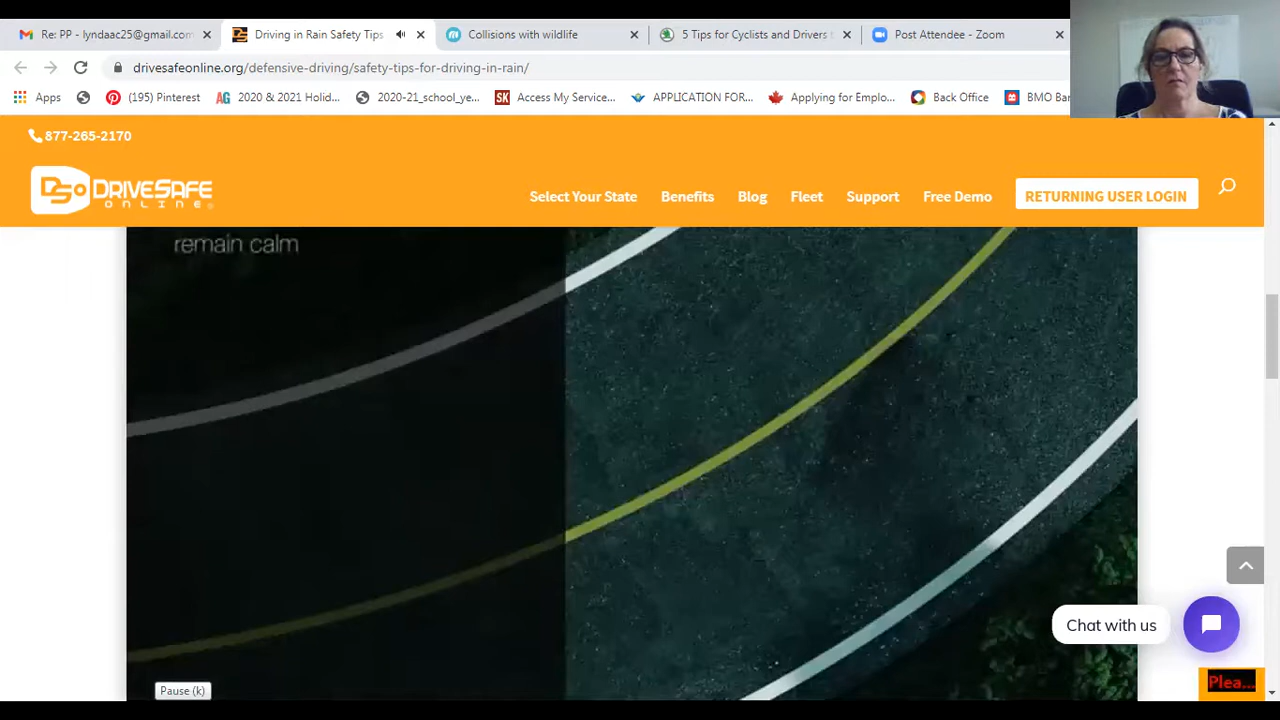 Re: PP - lyndaac25@gmail.com
Driving in Rain Safety Tips
Collisions with wildlife
5 Tips for Cyclists and Drivers t
Post Attendee - Zoom
drivesafeonline.org/defensive-driving/safety-tips-for-driving-in-rain/
Apps
(195) Pinterest
2020 & 2021 Holid...
2020-21_school_ye...
Access My Service...
APPLICATION FOR...
Applying for Emplo...
Back Office
BMO Ban
877-265-2170
DSO DRIVESAFE
ONLINE
Select Your State
Benefits
Blog
Fleet
Support
Free Demo
RETURNING USER LOGIN
remain calm
Chat with us
Plea...
Pause (k)